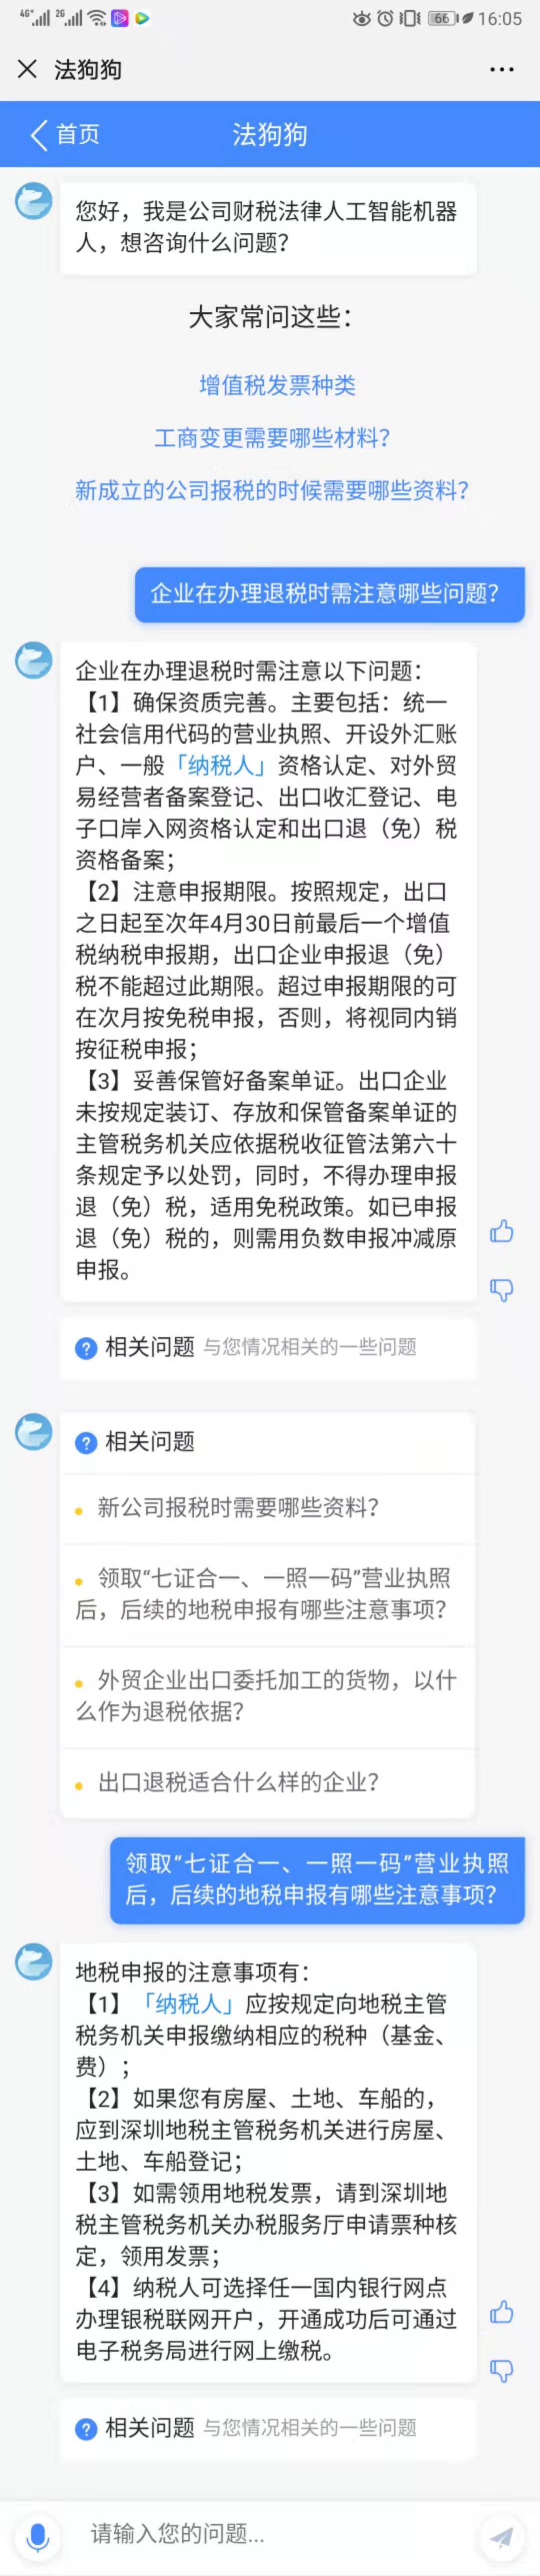 4G+ 2G 66 16:05
法狗狗
首页 法狗狗
您好，我是公司财税法律人工智能机器
人，想咨询什么问题？
大家常问这些：
增值税发票种类
工商变更需要哪些材料？
新成立的公司报税的时候需要哪些资料？
企业在办理退税时需注意哪些问题？
企业在办理退税时需注意以下问题：
【1】确保资质完善。主要包括：统一
社会信用代码的营业执照、开设外汇账
户、一般「纳税人」资格认定、对外贸
易经营者备案登记、出口收汇登记、电
子口岸入网资格认定和出口退（免）税
资格备案；
【2】注意申报期限。按照规定，出口
之日起至次年4月30日前最后一个增值
税纳税申报期，出口企业申报退（免）
税不能超过此期限。超过申报期限的可
在次月按免税申报，否则，将视同内销
按征税申报；
【3】妥善保管好备案单证。出口企业
未按规定装订、存放和保管备案单证的
主管税务机关应依据税收征管法第六十
条规定予以处罚，同时，不得办理申报
退（免）税，适用免税政策。如已申报
退（免）税的，则需用负数申报冲减原
申报。
相关问题 与您情况相关的一些问题
相关问题
新公司报税时需要哪些资料？
领取“七证合一、一照一码”营业执照
后，后续的地税申报有哪些注意事项？
外贸企业出口委托加工的货物，以什
么作为退税依据？
出口退税适合什么样的企业？
领取“七证合一、一照一码”营业执照
后，后续的地税申报有哪些注意事项？
地税申报的注意事项有：
【1】「纳税人」应按规定向地税主管
税务机关申报缴纳相应的税种（基金、
费）；
【2】如果您有房屋、土地、车船的，
应到深圳地税主管税务机关进行房屋、
土地、车船登记；
【3】如需领用地税发票，请到深圳地
税主管税务机关办税服务厅申请票种核
定，领用发票；
【4】纳税人可选择任一国内银行网点
办理银税联网开户，开通成功后可通过
电子税务局进行网上缴税。
相关问题 与您情况相关的一些问题
请输入您的问题...